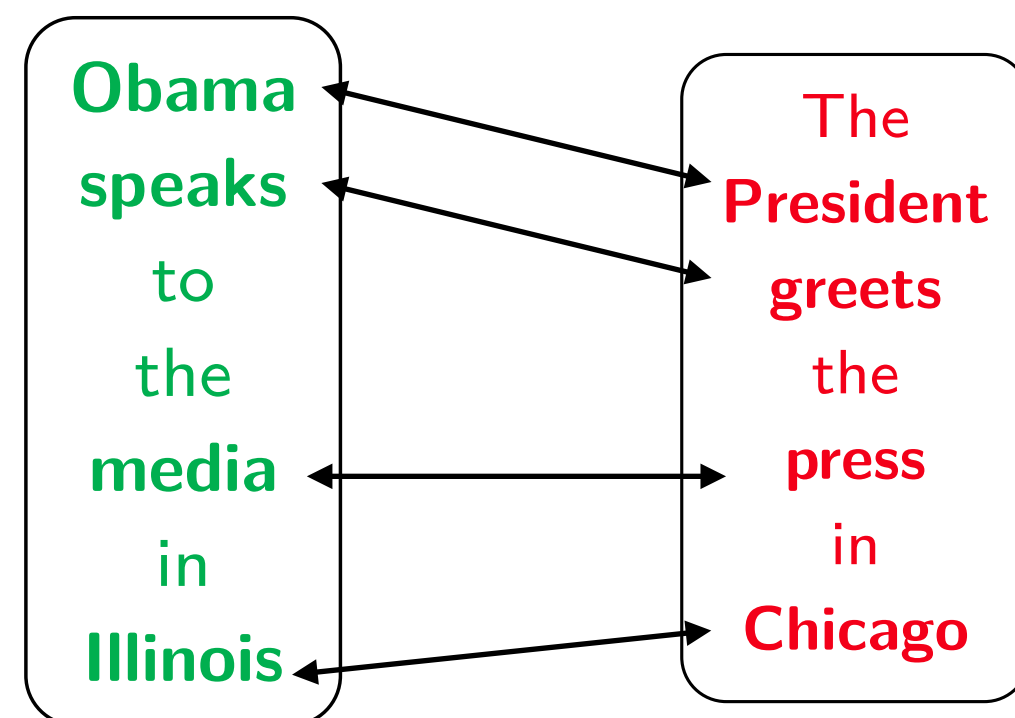 Obama
speaks
to
the
media
in
Illinois
The
President
greets
the
press
in
Chicago